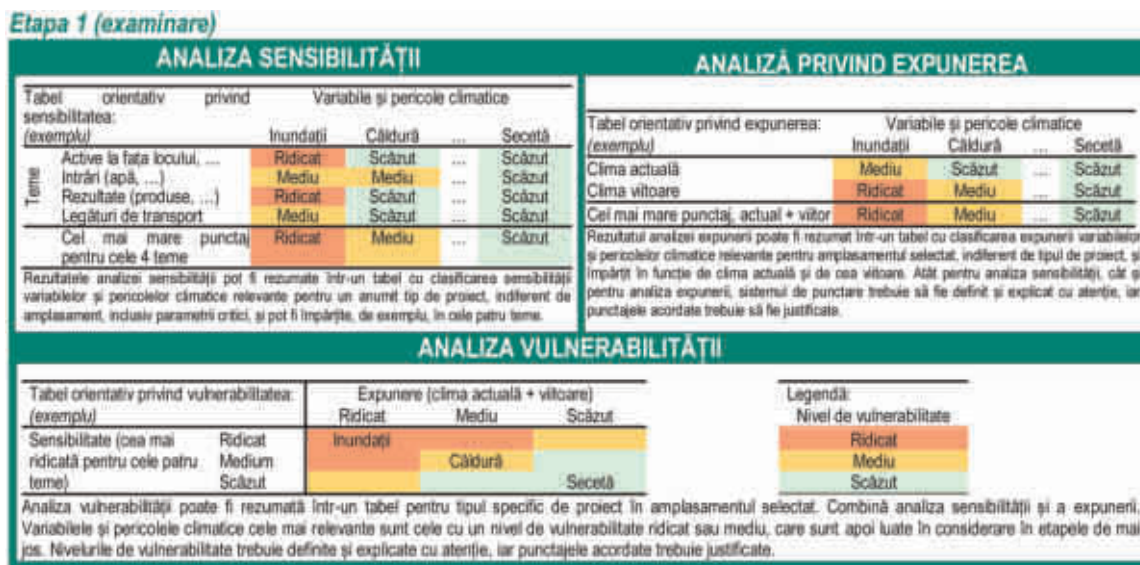 Etapa 1 (examinare)
ANALIZA SENSIBILITĂȚII
Tabel orientativ privind Variabile și pericole climatice
sensibilitatea:
(exemplu) Inundații Căldură ... Secetă
Teme
Active la fața locului, ... Ridicat Scăzut ... Scăzut
Intrări (apă, ...) Mediu Mediu ... Scăzut
Rezultate (produse, ...) Ridicat Scăzut ... Scăzut
Legături de transport Mediu Scăzut ... Scăzut
Cel mai mare punctaj Ridicat Mediu ... Scăzut
pentru cele 4 teme
Rezultatele analizei sensibilității pot fi rezumate într-un tabel cu clasificarea sensibilității
variabilelor și pericolelor climatice relevante pentru un anumit tip de proiect, indiferent de
amplasament, inclusiv parametrii critici, și pot fi împărțite, de exemplu, în cele patru teme.
ANALIZĂ PRIVIND EXPUNEREA
Tabel orientativ privind expunerea: Variabile și pericole climatice
(exemplu) Inundații Căldură ... Secetă
Clima actuală Mediu Scăzut ... Scăzut
Clima viitoare Ridicat Mediu ... Scăzut
Cel mai mare punctaj, actual + viitor Ridicat Mediu ... Scăzut
Rezultatul analizei expunerii poate fi rezumat într-un tabel cu clasificarea expunerii variabilelor
și pericolelor climatice relevante pentru amplasamentul selectat, indiferent de tipul de proiect, și
împărțit în funcție de clima actuală și de cea viitoare. Atât pentru analiza sensibilității, cât și
pentru analiza expunerii, sistemul de punctare trebuie să fie definit și explicat cu atenție, iar
punctajele acordate trebuie să fie justificate.
ANALIZA VULNERABILITĂȚII
Tabel orientativ privind vulnerabilitatea: Expunere (clima actuală + viitoare)
(exemplu) Ridicat Mediu Scăzut
Sensibilitate (cea mai Ridicat Inundații
ridicată pentru cele patru Medium Căldură
teme) Scăzut Secetă
Legendă:
Nivel de vulnerabilitate
Ridicat
Mediu
Scăzut
Analiza vulnerabilității poate fi rezumată într-un tabel pentru tipul specific de proiect în amplasamentul selectat. Combină analiza sensibilității și a expunerii.
Variabilele și pericolele climatice cele mai relevante sunt cele cu un nivel de vulnerabilitate ridicat sau mediu, care sunt apoi luate în considerare în etapele de mai
jos. Nivelurile de vulnerabilitate trebuie definite și explicate cu atenție, iar punctajele acordate trebuie justificate.